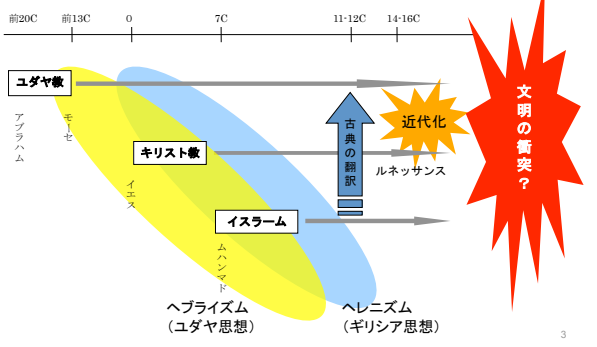 前20C 前13C 0 7C 11-12C 14-16C
ユダヤ教
アブラハム
モーセ
キリスト教
イエス
イスラーム
ムハンマド
古典の翻訳
近代化
ルネッサンス
文明の衝突？
ヘブライズム
（ユダヤ思想）
ヘレニズム
（ギリシア思想）
3